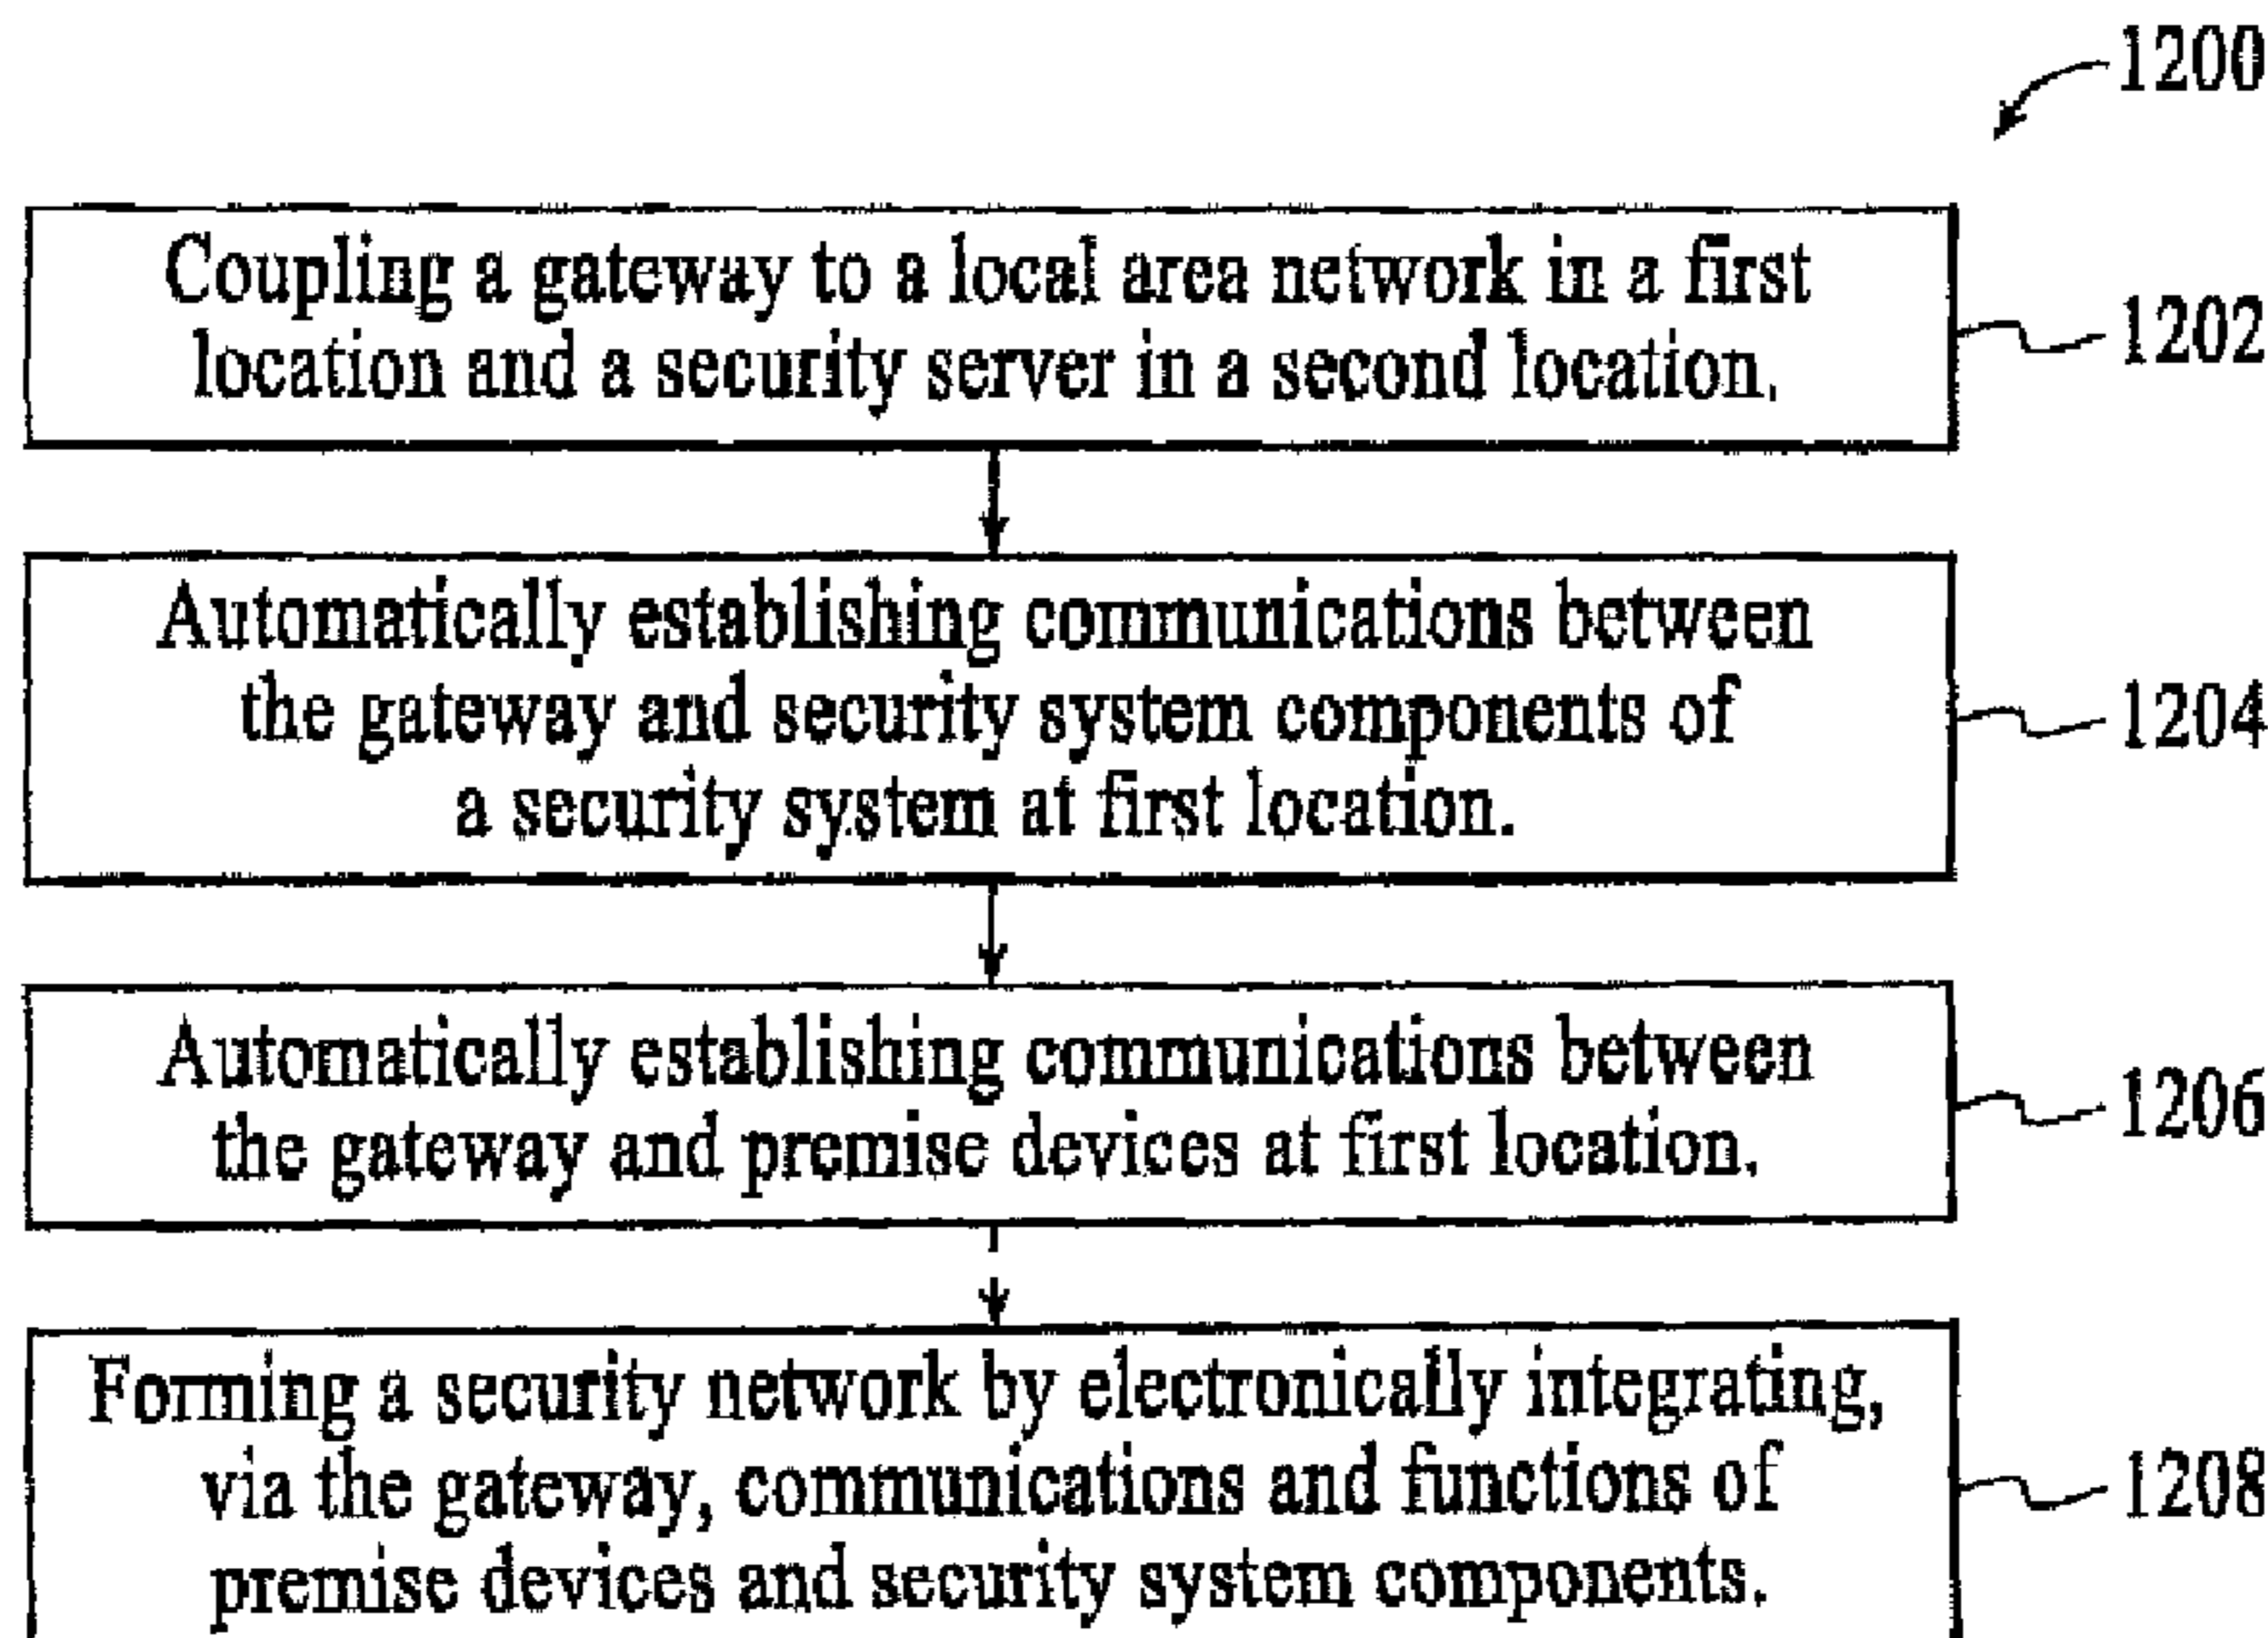 1200
Coupling a gateway to a local area network in a first
location and a security server in a second location.
1202
Automatically establishing communications between
the gateway and security system components of
a security system at first location.
1204
Automatically establishing communications between
the gateway and premise devices at first location.
1206
Forming a security network by electronically integrating,
via the gateway, communications and functions of
premise devices and security system components.
1208